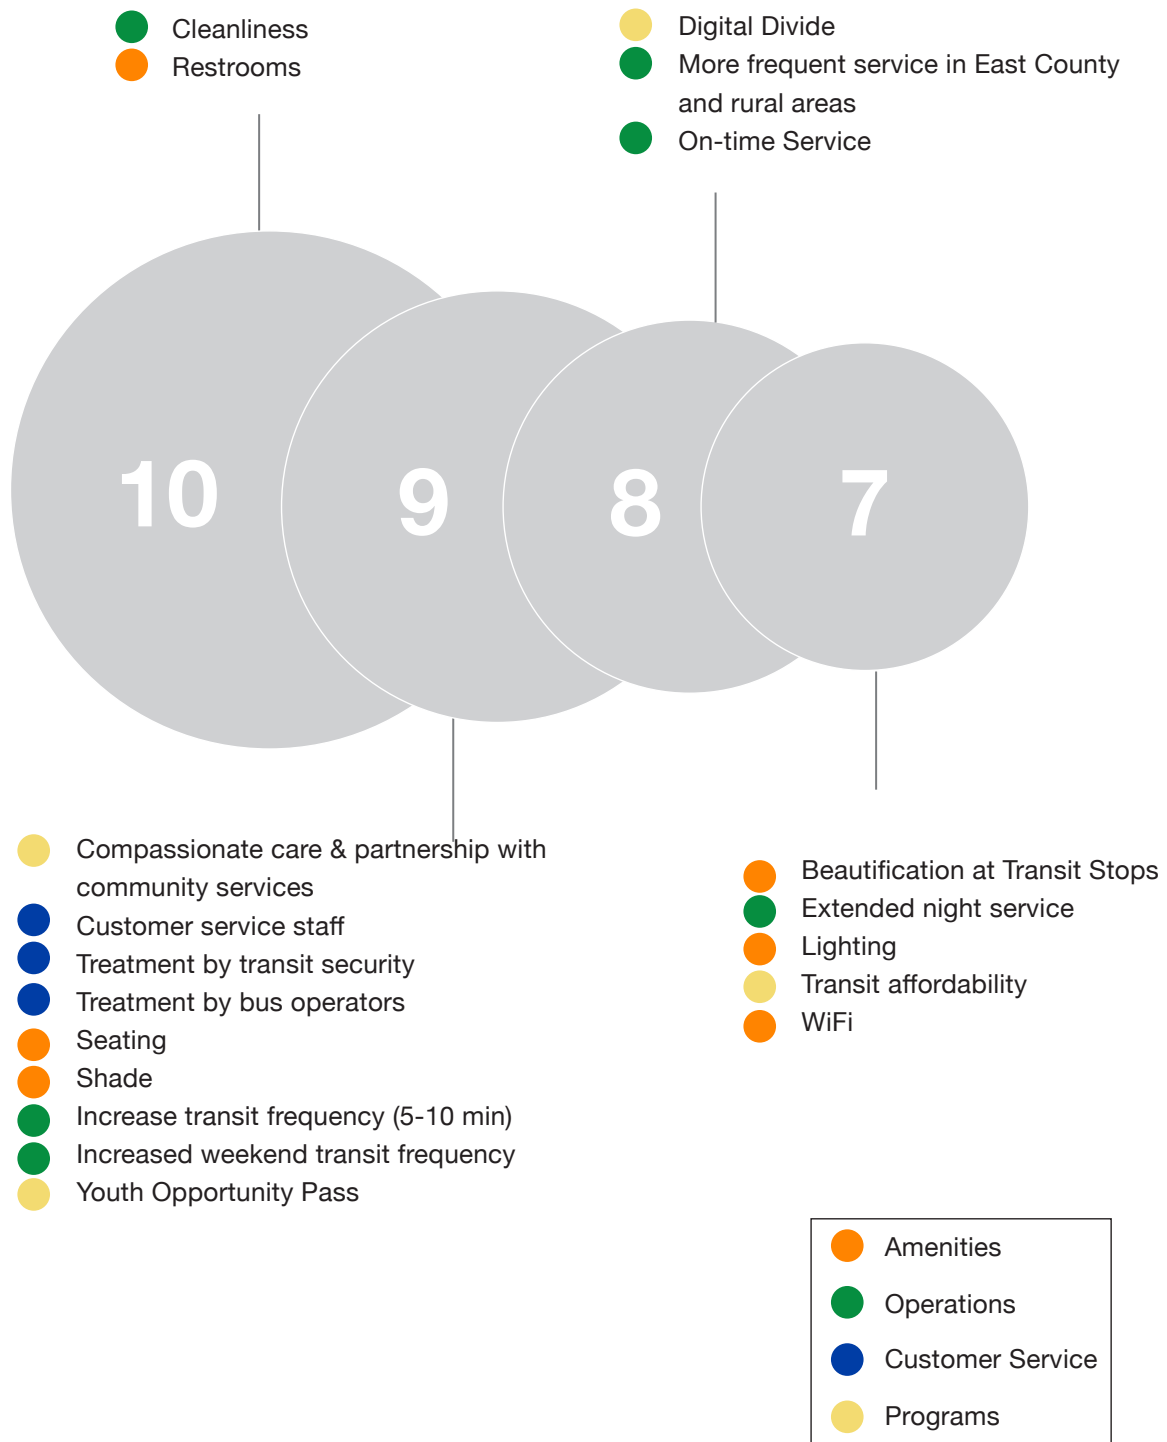 Cleanliness
Restrooms
Digital Divide
More frequent service in East County
and rural areas
On-time Service
10
9
8
7
Compassionate care & partnership with
community services
Customer service staff
Treatment by transit security
Treatment by bus operators
Seating
Shade
Increase transit frequency (5-10 min)
Increased weekend transit frequency
Youth Opportunity Pass
Beautification at Transit Stops
Extended night service
Lighting
Transit affordability
WiFi
Amenities
Operations
Customer Service
Programs